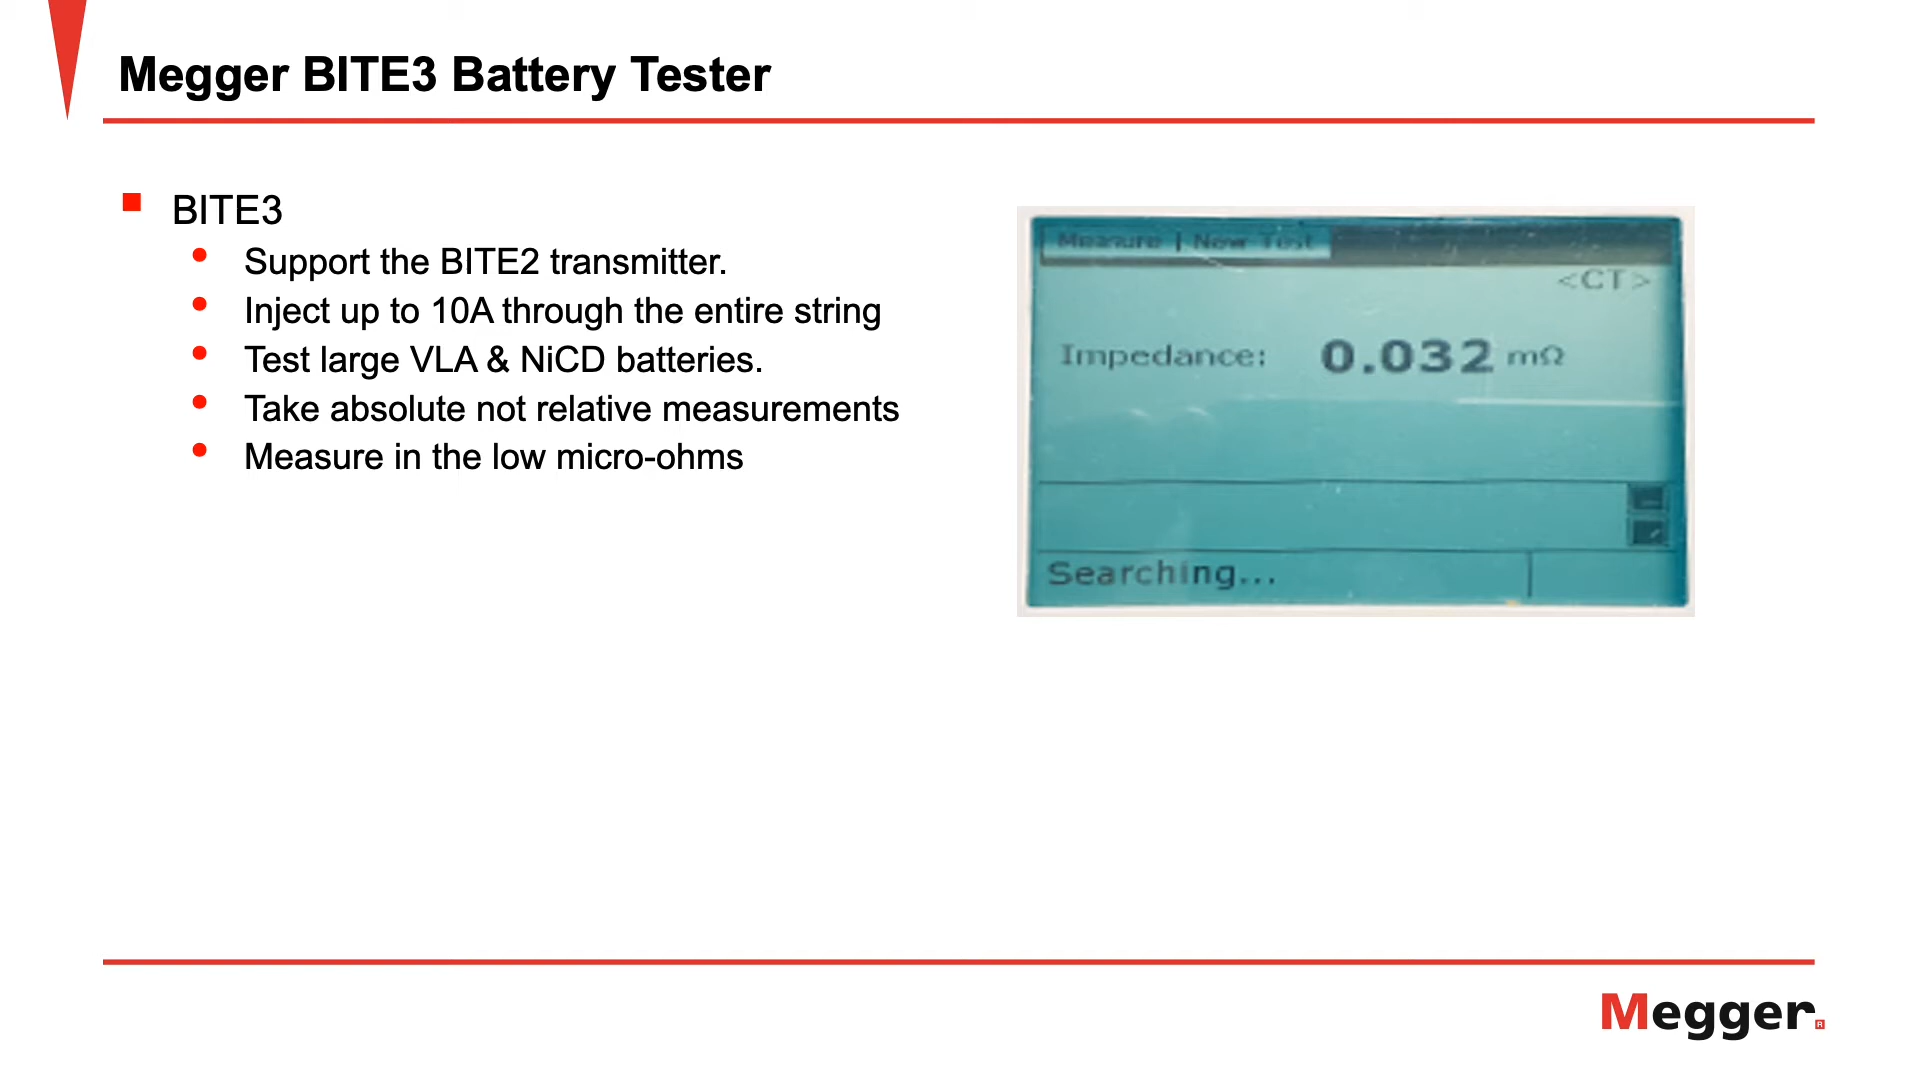 Megger BITE3 Battery Tester
BITE3
Support the BITE2 transmitter.
Inject up to 10A through the entire string
Test large VLA & NiCD batteries.
Take absolute not relative measurements
Measure in the low micro-ohms
Measure | New Test
<CT>
Impedance: 0.032 mΩ
Searching...
Megger.